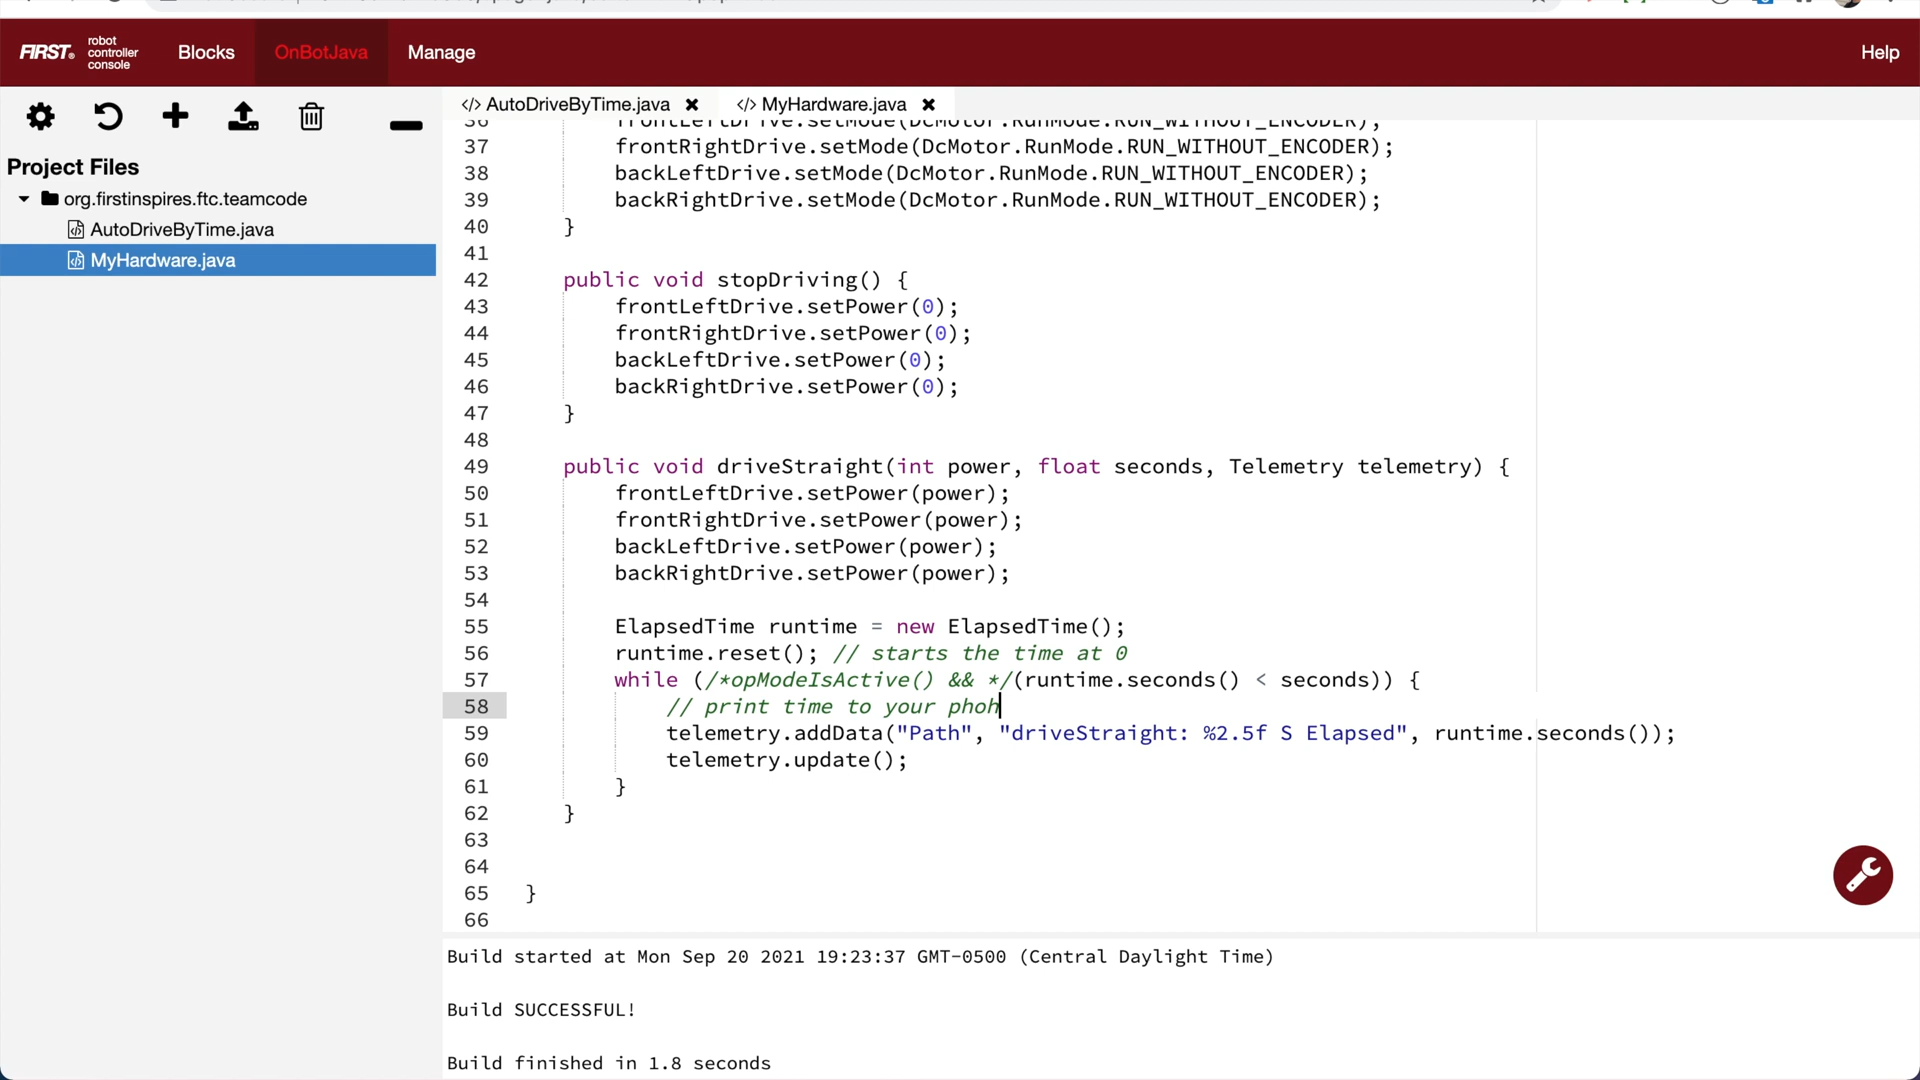 FIRST® robot controller console Blocks OnBotJava Manage Help
Project Files
org.firstinspires.ftc.teamcode
AutoDriveByTime.java
MyHardware.java
</> AutoDriveByTime.java ✖ </> MyHardware.java ✖
36 frontLeftDrive.setMode(DcMotor.RunMode.RUN_WITHOUT_ENCODER);
37 frontRightDrive.setMode(DcMotor.RunMode.RUN_WITHOUT_ENCODER);
38 backLeftDrive.setMode(DcMotor.RunMode.RUN_WITHOUT_ENCODER);
39 backRightDrive.setMode(DcMotor.RunMode.RUN_WITHOUT_ENCODER);
40 }
41
42 public void stopDriving() {
43 frontLeftDrive.setPower(0);
44 frontRightDrive.setPower(0);
45 backLeftDrive.setPower(0);
46 backRightDrive.setPower(0);
47 }
48
49 public void driveStraight(int power, float seconds, Telemetry telemetry) {
50 frontLeftDrive.setPower(power);
51 frontRightDrive.setPower(power);
52 backLeftDrive.setPower(power);
53 backRightDrive.setPower(power);
54
55 ElapsedTime runtime = new ElapsedTime();
56 runtime.reset(); // starts the time at 0
57 while (/*opModeIsActive() && */(runtime.seconds() < seconds)) {
58 // print time to your phoh
59 telemetry.addData("Path", "driveStraight: %2.5f S Elapsed", runtime.seconds());
60 telemetry.update();
61 }
62 }
63
64
65 }
66
Build started at Mon Sep 20 2021 19:23:37 GMT-0500 (Central Daylight Time)
Build SUCCESSFUL!
Build finished in 1.8 seconds